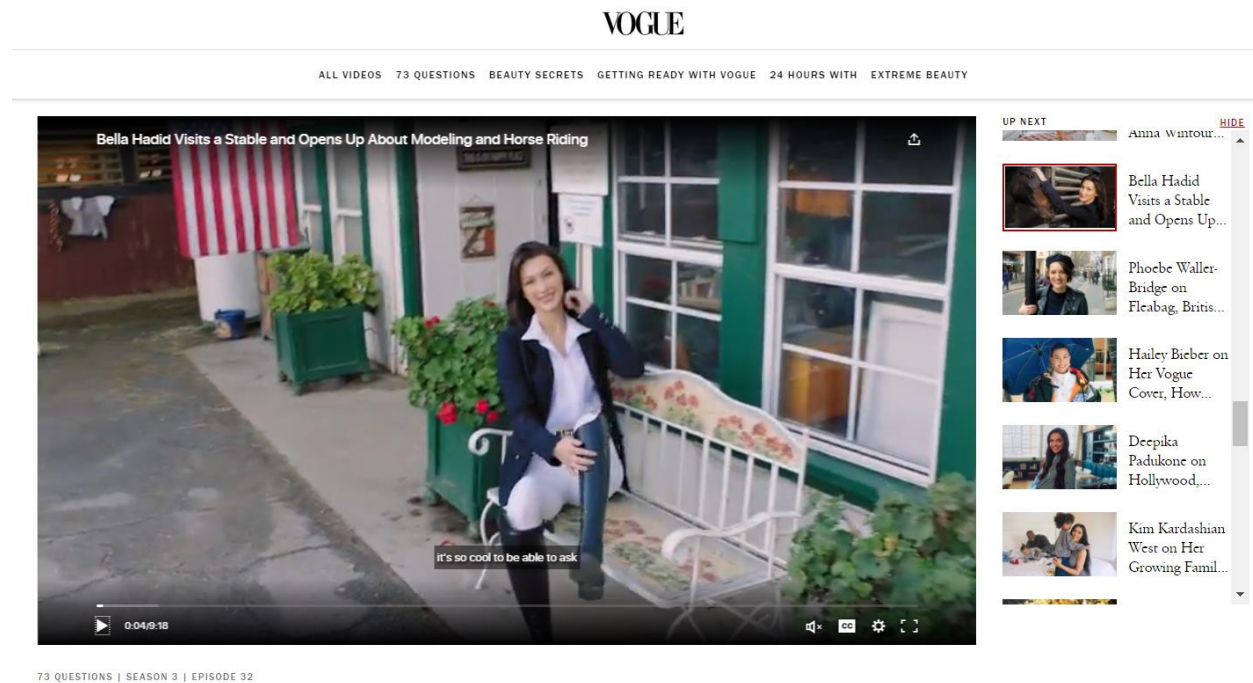 VOGUE
ALL VIDEOS 73 QUESTIONS BEAUTY SECRETS GETTING READY WITH VOGUE 24 HOURS WITH EXTREME BEAUTY
Bella Hadid Visits a Stable and Opens Up About Modeling and Horse Riding
it's so cool to be able to ask
0:04/9:18
CC
73 QUESTIONS | SEASON 3 | EPISODE 32
UP NEXT
HIDE
Anna Wintour...
Bella Hadid
Visits a Stable
and Opens Up...
Phoebe Waller-
Bridge on
Fleabag, Britis...
Hailey Bieber on
Her Vogue
Cover, How...
Deepika
Padukone on
Hollywood,...
Kim Kardashian
West on Her
Growing Famil...